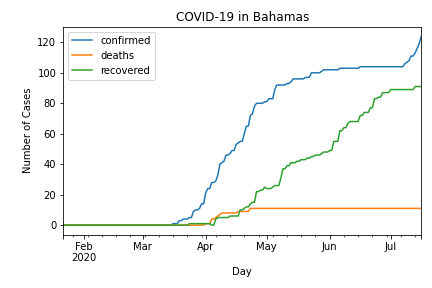 COVID-19 in Bahamas
confirmed
deaths
recovered
Number of Cases
120
100
80
60
40
20
0
Feb Mar Apr May Jun Jul
2020
Day